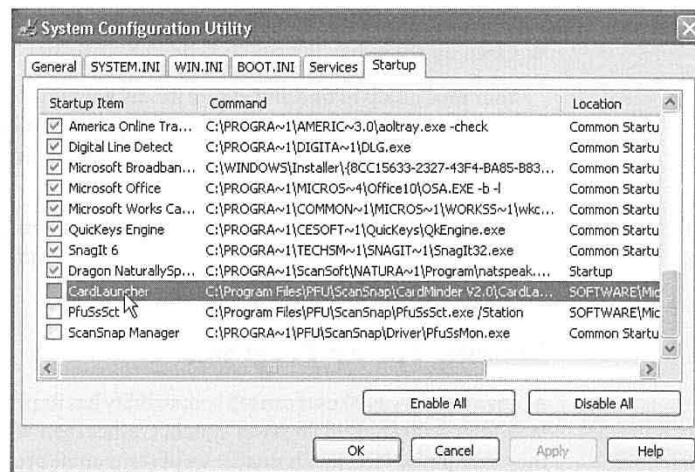 System Configuration Utility
General SYSTEM.INI WIN.INI BOOT.INI Services Startup
Startup Item Command Location
America Online Tra... C:\PROGRA~1\AMERIC~3.0\aoltray.exe -check Common Startu
Digital Line Detect C:\PROGRA~1\DIGITA~1\DLG.exe Common Startu
Microsoft Broadban... C:\WINDOWS\Installer\{8CC15633-2327-43F4-BA85-B83... Common Startu
Microsoft Office C:\PROGRA~1\MICROS~4\Office10\OSA.EXE -b -l Common Startu
Microsoft Works Ca... C:\PROGRA~1\COMMON~1\MICROS~1\WORKSS~1\wkc... Common Startu
QuicKeys Engine C:\PROGRA~1\CESOFT~1\QuicKeys\QkEngine.exe Common Startu
SnagIt 6 C:\PROGRA~1\TECHSM~1\SNAGIT~1\SnagIt32.exe Common Startu
Dragon NaturallySp... C:\PROGRA~1\ScanSoft\NATURA~1\Program\natspeak.... Startup
CardLauncher C:\Program Files\PFU\ScanSnap\CardMinder V2.0\CardLa... SOFTWARE\Mic
PfuSsSct C:\Program Files\PFU\ScanSnap\PfuSsSct.exe /Station SOFTWARE\Mic
ScanSnap Manager C:\PROGRA~1\PFU\ScanSnap\Driver\PfuSsMon.exe Common Startu
Enable All Disable All
OK Cancel Apply Help